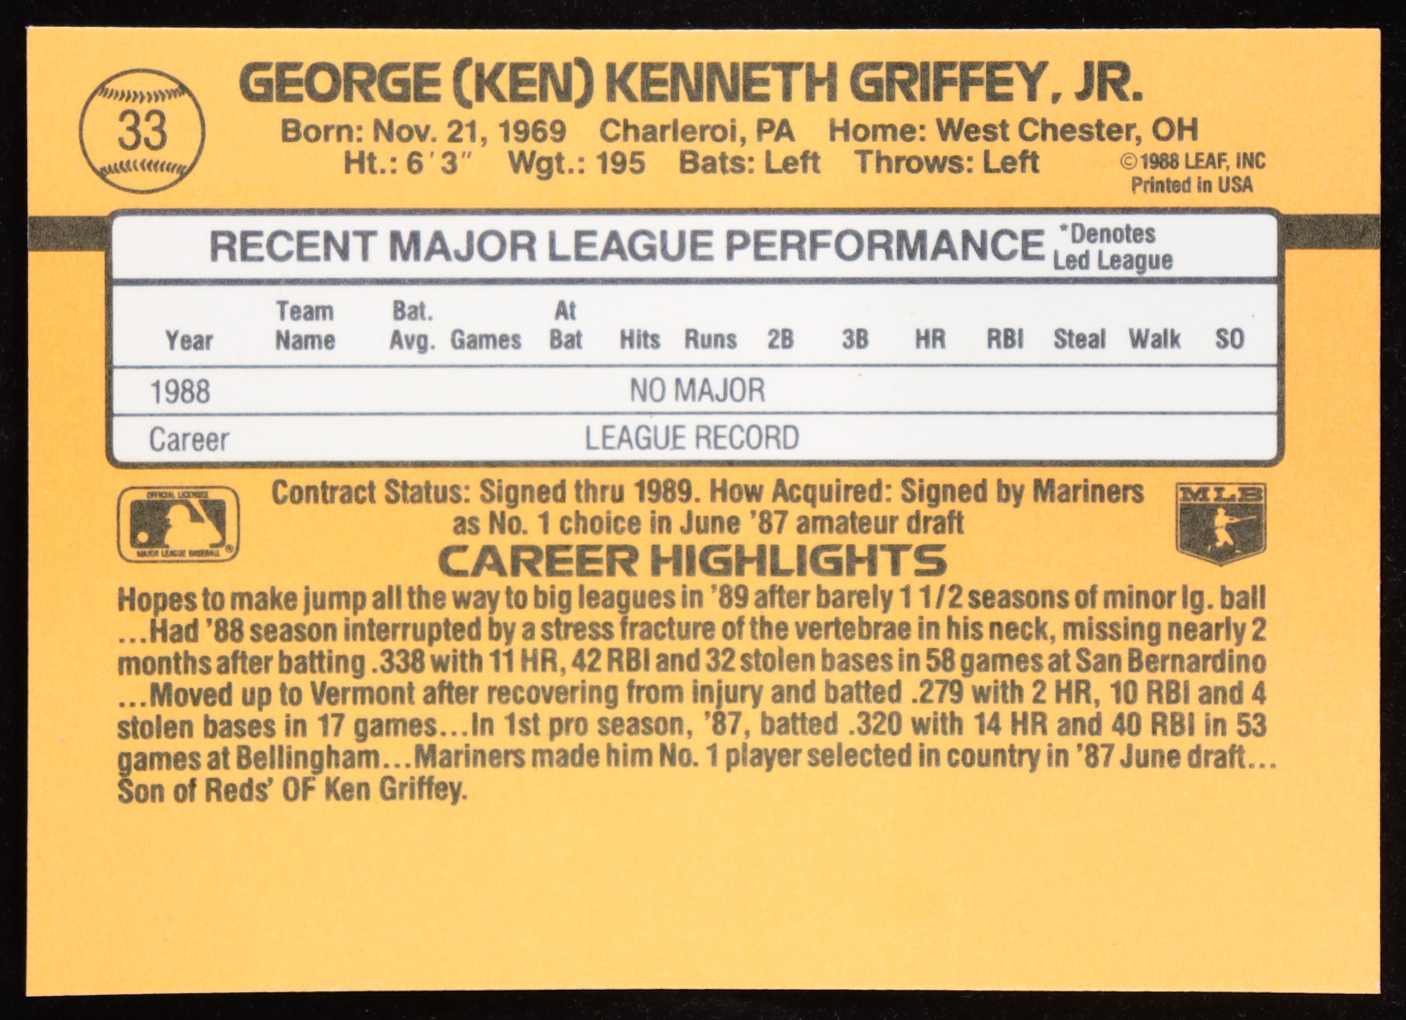 33
GEORGE (KEN) KENNETH GRIFFEY, JR.
Born: Nov. 21, 1969 Charleroi, PA Home: West Chester, OH
Ht.: 6'3" Wgt.: 195 Bats: Left Throws: Left
©1988 LEAF, INC
Printed in USA
RECENT MAJOR LEAGUE PERFORMANCE *Denotes
Led League
Team Bat. At
Year Name Avg. Games Bat Hits Runs 2B 3B HR RBI Steal Walk SO
1988 NO MAJOR
Career LEAGUE RECORD
OFFICIAL LICENSEE
MAJOR LEAGUE BASEBALL ®
Contract Status: Signed thru 1989. How Acquired: Signed by Mariners
as No. 1 choice in June '87 amateur draft
MLB
CAREER HIGHLIGHTS
Hopes to make jump all the way to big leagues in '89 after barely 1 1/2 seasons of minor lg. ball
...Had '88 season interrupted by a stress fracture of the vertebrae in his neck, missing nearly 2
months after batting .338 with 11 HR, 42 RBI and 32 stolen bases in 58 games at San Bernardino
...Moved up to Vermont after recovering from injury and batted .279 with 2 HR, 10 RBI and 4
stolen bases in 17 games...In 1st pro season, '87, batted .320 with 14 HR and 40 RBI in 53
games at Bellingham...Mariners made him No. 1 player selected in country in '87 June draft...
Son of Reds' OF Ken Griffey.